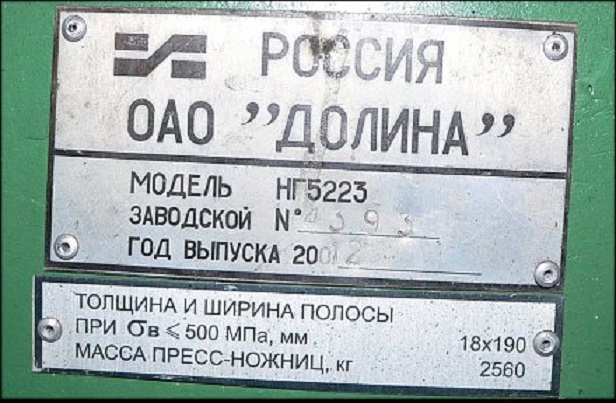 РОССИЯ
ОАО "ДОЛИНА"
МОДЕЛЬ НГ5223
ЗАВОДСКОЙ N°
ГОД ВЫПУСКА 20
ТОЛЩИНА И ШИРИНА ПОЛОСЫ
ПРИ σв ≤ 500 МПа, мм 18х190
МАССА ПРЕСС-НОЖНИЦ, кг 2560